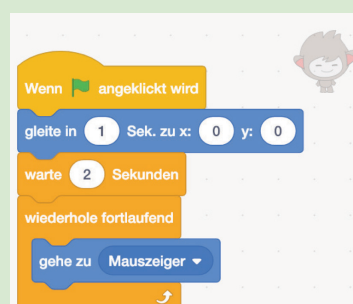 Wenn angeklickt wird
gleite in 1 Sek. zu x: 0 y: 0
warte 2 Sekunden
wiederhole fortlaufend
gehe zu Mauszeiger